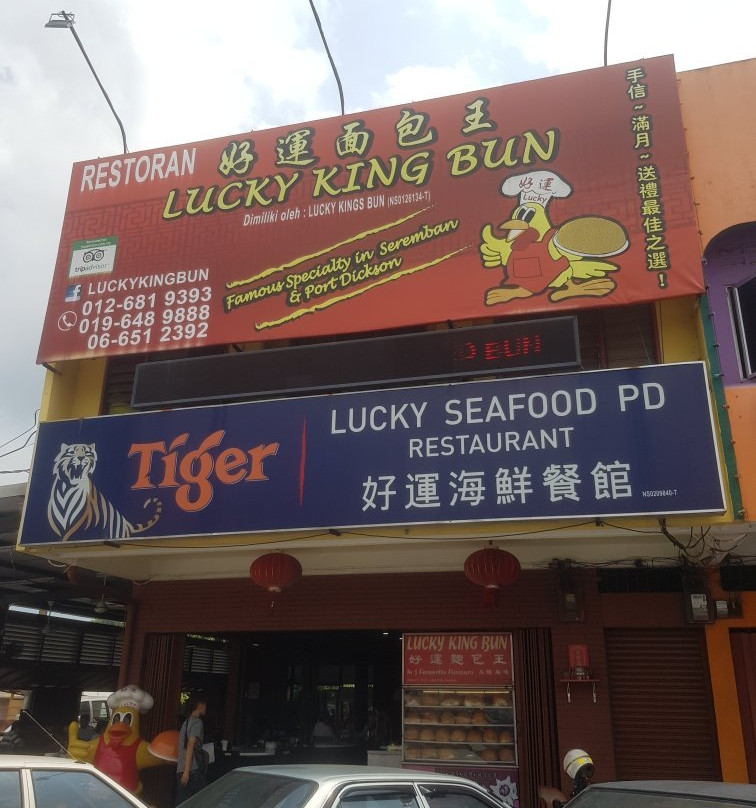 RESTORAN 好運面包王
LUCKY KING BUN
Dimiliki oleh : LUCKY KINGS BUN (NS0126134-T)
手信~滿月~送禮最佳之選！
好運
Lucky
tripadvisor
Famous Specialty in Seremban
& Port Dickson
LUCKYKINGBUN
012-681 9393
019-648 9888
06-651 2392
D BUN
Tiger
LUCKY SEAFOOD PD
RESTAURANT
好運海鮮餐館
NS0209840-T
LUCKY KING BUN
好運麵包王